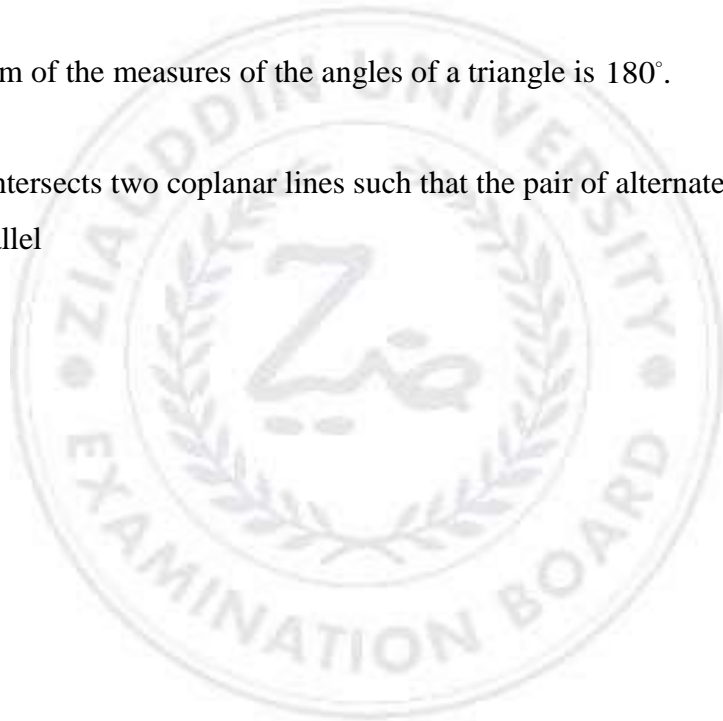 m of the measures of the angles of a triangle is 180°.
ntersects two coplanar lines such that the pair of alternate
allel
ZIAUDDIN UNIVERSITY
EXAMINATION BOARD